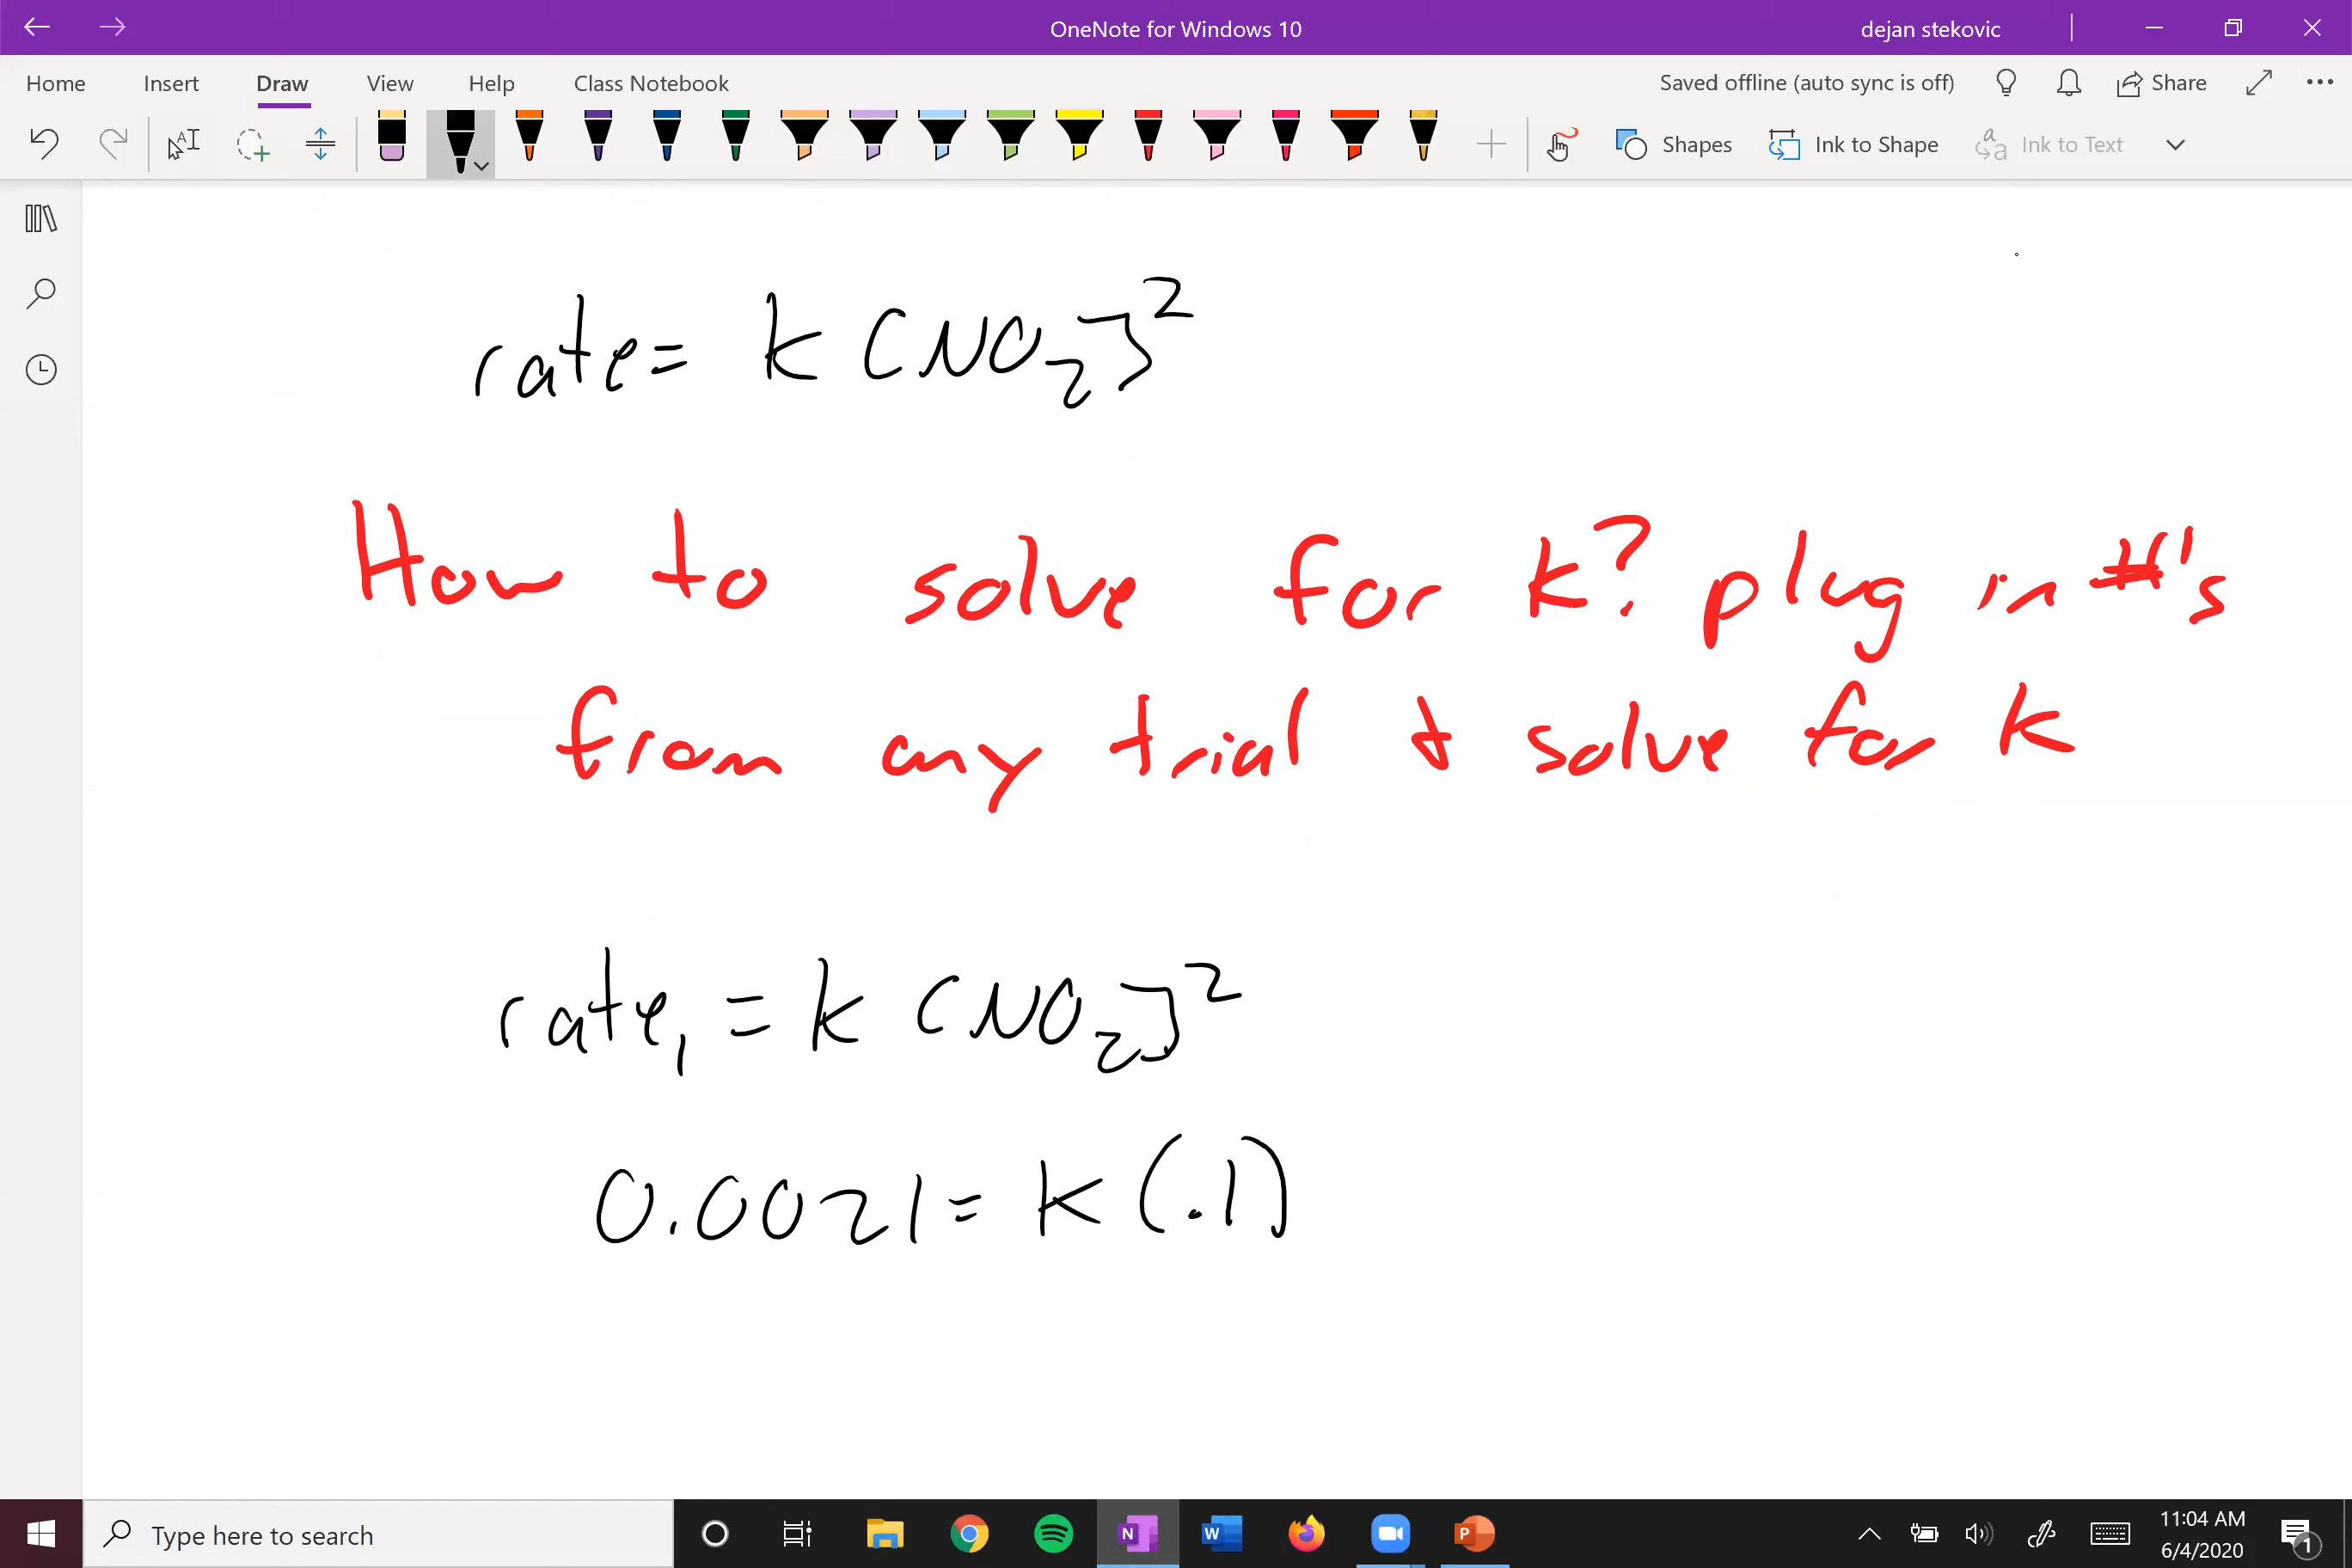 OneNote for Windows 10
dejan stekovic
Home Insert Draw View Help Class Notebook
Saved offline (auto sync is off) Share
Shapes Ink to Shape Ink to Text
rate = k [NO₂]²
How to solve for k? plug in #'s
from any trial & solve for k
rate₁ = k [NO₂]²
0.0021 = k (.1)
Type here to search
11:04 AM
6/4/2020
1